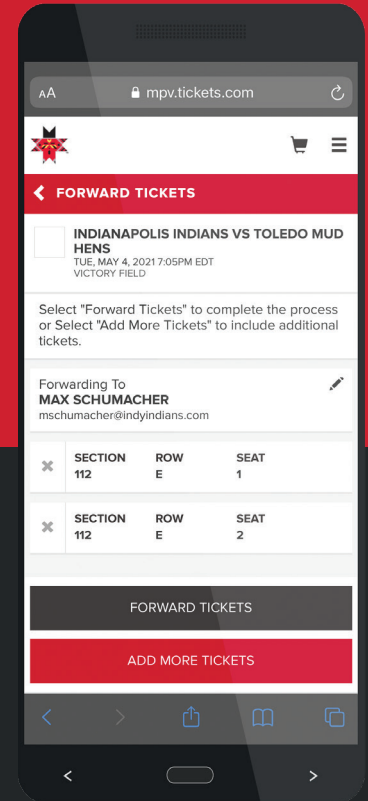 AA mpv.tickets.com
FORWARD TICKETS
INDIANAPOLIS INDIANS VS TOLEDO MUD
HENS
TUE, MAY 4, 2021 7:05PM EDT
VICTORY FIELD
Select "Forward Tickets" to complete the process
or Select "Add More Tickets" to include additional
tickets.
Forwarding To
MAX SCHUMACHER
mschumacher@indyindians.com
SECTION ROW SEAT
112 E 1
SECTION ROW SEAT
112 E 2
FORWARD TICKETS
ADD MORE TICKETS